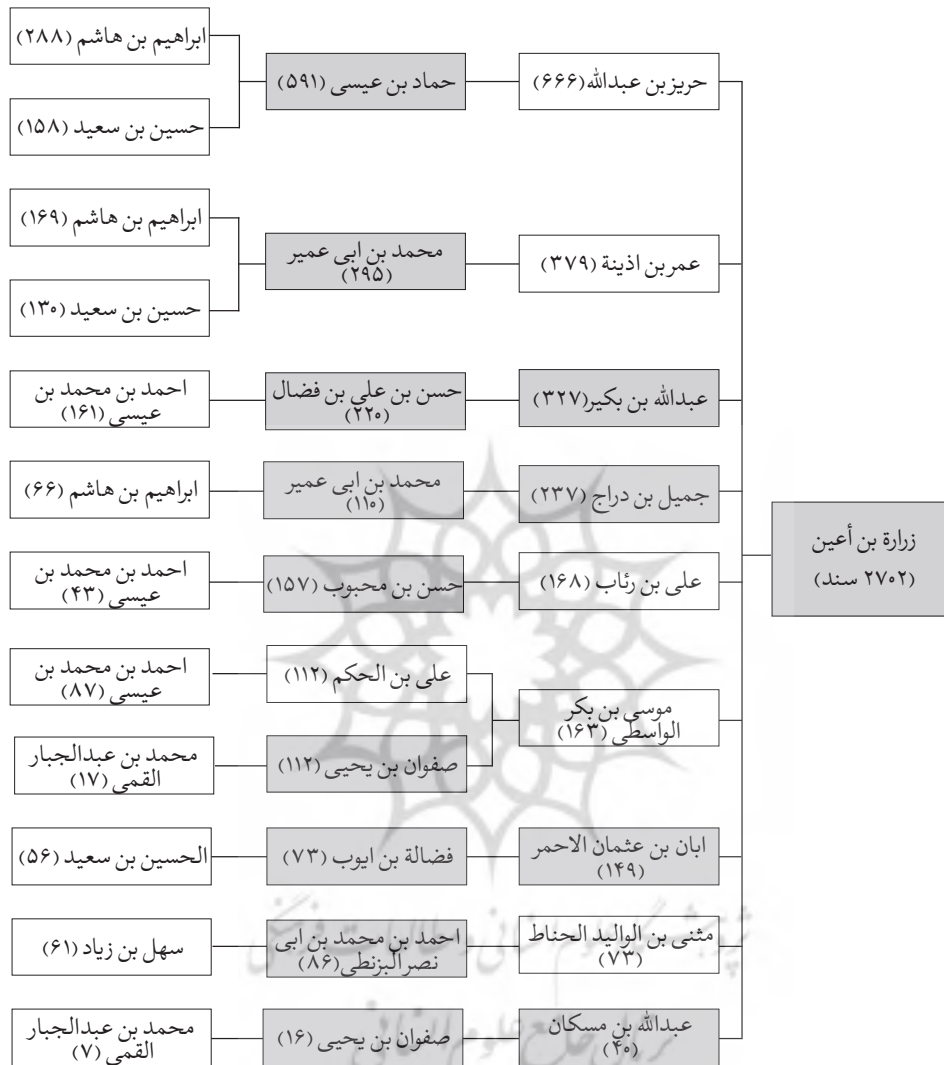 زرارة بن أعین
(۲۷۰۲ سند)
حریزبن عبدالله(۶۶۶)
حماد بن عیسی (۵۹۱)
ابراهیم بن هاشم (۲۸۸)
حسین بن سعید (۱۵۸)
عمربن اذینة (۳۷۹)
محمد بن ابی عمیر
(۲۹۵)
ابراهیم بن هاشم (۱۶۹)
حسین بن سعید (۱۳۰)
عبدالله بن بکیر(۳۲۷)
حسن بن علی بن فضال
(۲۲۰)
احمد بن محمد بن
عیسی (۱۶۱)
جمیل بن دراج (۲۳۷)
محمد بن ابی عمیر
(۱۱۰)
ابراهیم بن هاشم (۶۶)
علی بن رئاب (۱۶۸)
حسن بن محبوب (۱۵۷)
احمد بن محمد بن
عیسی (۴۳)
موسی بن بکر
الواسطی (۱۶۳)
علی بن الحکم (۱۱۲)
احمد بن محمد بن
عیسی (۸۷)
صفوان بن یحیی (۱۱۲)
محمد بن عبدالجبار
القمی (۱۷)
ابان بن عثمان الاحمر
(۱۴۹)
فضالة بن ایوب (۷۳)
الحسین بن سعید (۵۶)
مثنی بن الوالید الحناط
(۷۳)
احمد بن محمد بن ابی
نصرالبزنطی(۸۶)
سهل بن زیاد (۶۱)
عبدالله بن مسکان
(۴۰)
صفوان بن یحیی (۱۶)
محمد بن عبدالجبار
القمی (۷)